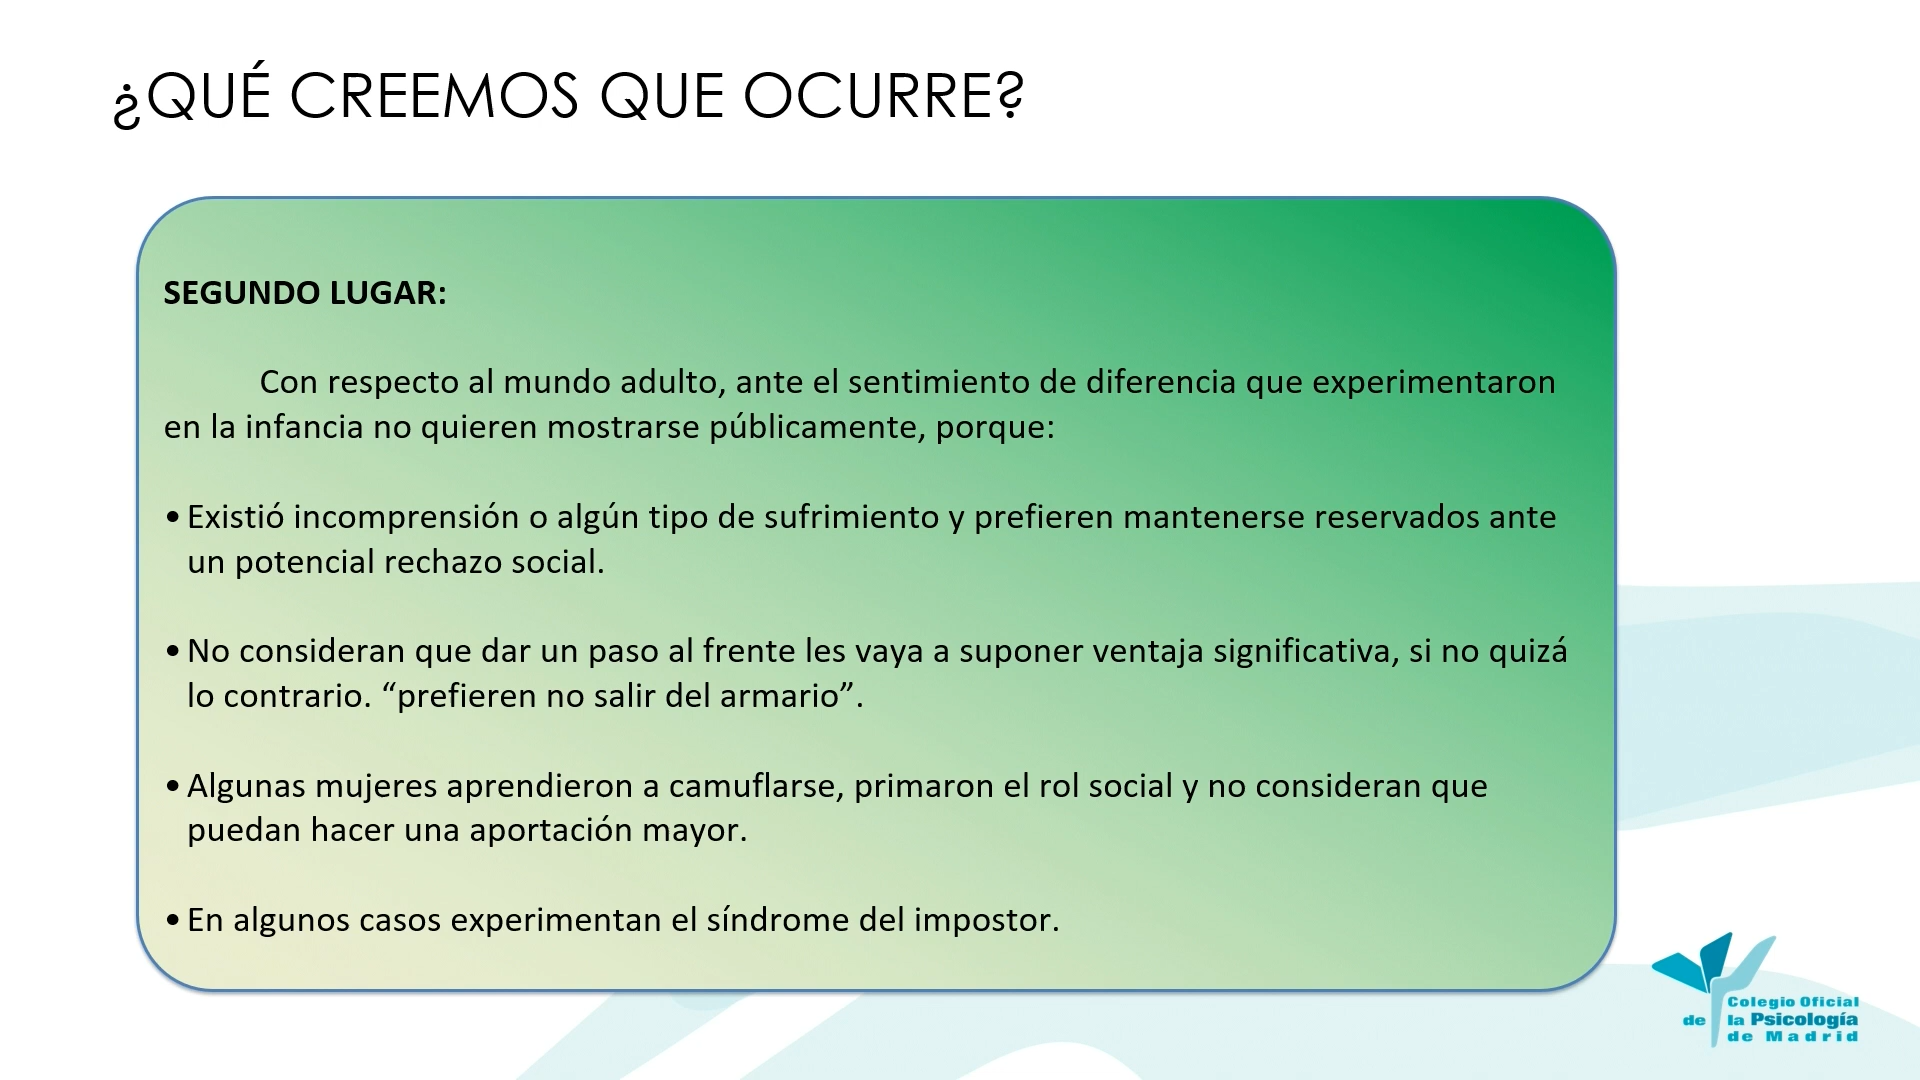 ¿QUÉ CREEMOS QUE OCURRE?
SEGUNDO LUGAR:
Con respecto al mundo adulto, ante el sentimiento de diferencia que experimentaron
en la infancia no quieren mostrarse públicamente, porque:
• Existió incomprensión o algún tipo de sufrimiento y prefieren mantenerse reservados ante
un potencial rechazo social.
• No consideran que dar un paso al frente les vaya a suponer ventaja significativa, si no quizá
lo contrario. “prefieren no salir del armario”.
• Algunas mujeres aprendieron a camuflarse, primaron el rol social y no consideran que
puedan hacer una aportación mayor.
• En algunos casos experimentan el síndrome del impostor.
Colegio Oficial
de la Psicología
de Madrid